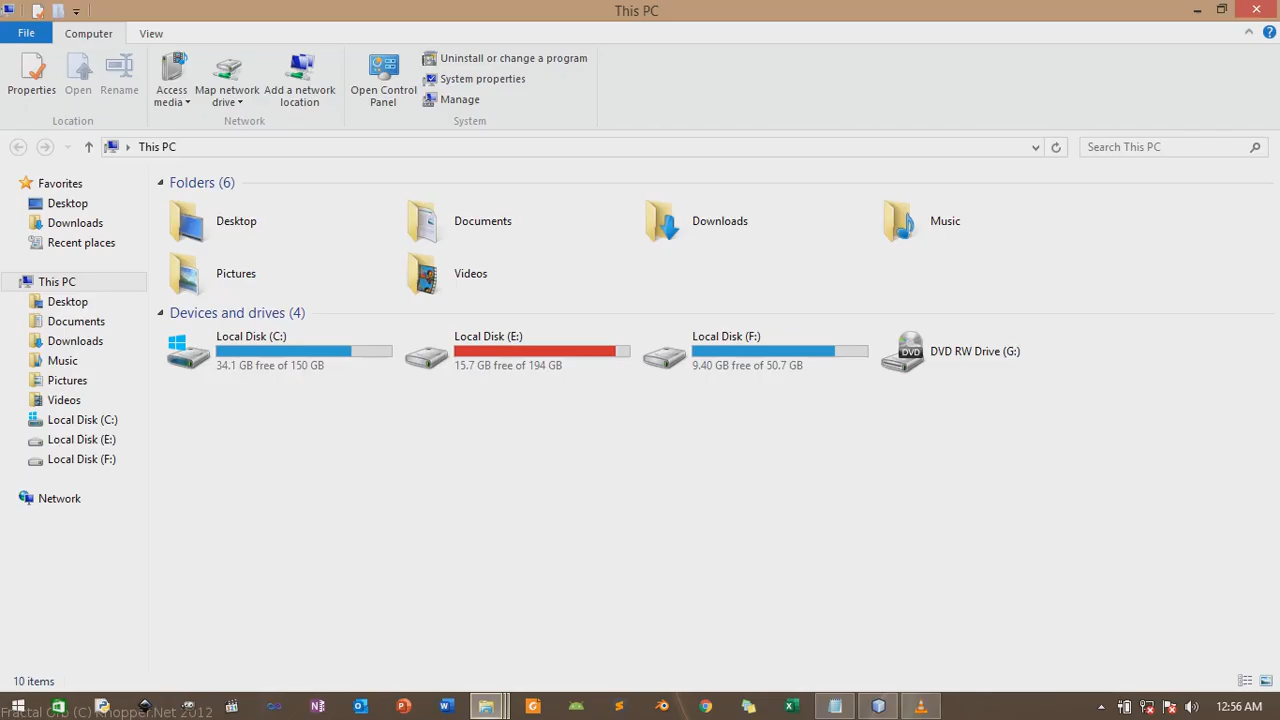 This PC
File
Computer
View
Properties
Open
Rename
Access media
Map network drive
Add a network location
Open Control Panel
Uninstall or change a program
System properties
Manage
Location
Network
System
This PC
Search This PC
Favorites
Desktop
Downloads
Recent places
This PC
Desktop
Documents
Downloads
Music
Pictures
Videos
Local Disk (C:)
Local Disk (E:)
Local Disk (F:)
Network
Folders (6)
Desktop
Documents
Downloads
Music
Pictures
Videos
Devices and drives (4)
Local Disk (C:)
34.1 GB free of 150 GB
Local Disk (E:)
15.7 GB free of 194 GB
Local Disk (F:)
9.40 GB free of 50.7 GB
DVD
DVD RW Drive (G:)
10 items
Fractal Orb (C) Knopper.Net 2012
12:56 AM